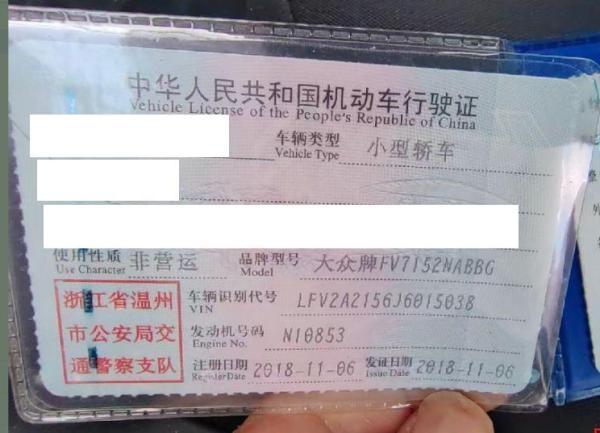 中华人民共和国机动车行驶证
Vehicle License of the People's Republic of China
车辆类型 小型轿车
Vehicle Type
使用性质 非营运 品牌型号 大众牌FV7152NABBG
Use Character Model
浙江省温州
市公安局交
通警察支队
车辆识别代号 LFV2A2156J6015038
VIN
发动机号码 N10853
Engine No.
注册日期 2018-11-06 发证日期 2018-11-06
Register Date Issue Date